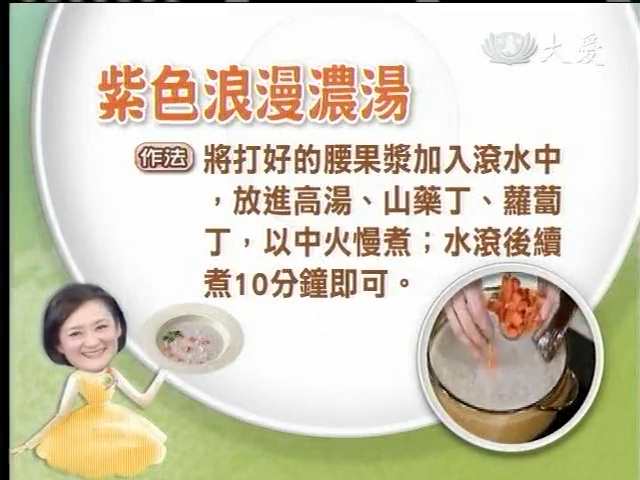 大愛
紫色浪漫濃湯
作法 將打好的腰果漿加入滾水中
，放進高湯、山藥丁、蘿蔔
丁，以中火慢煮；水滾後續
煮10分鐘即可。